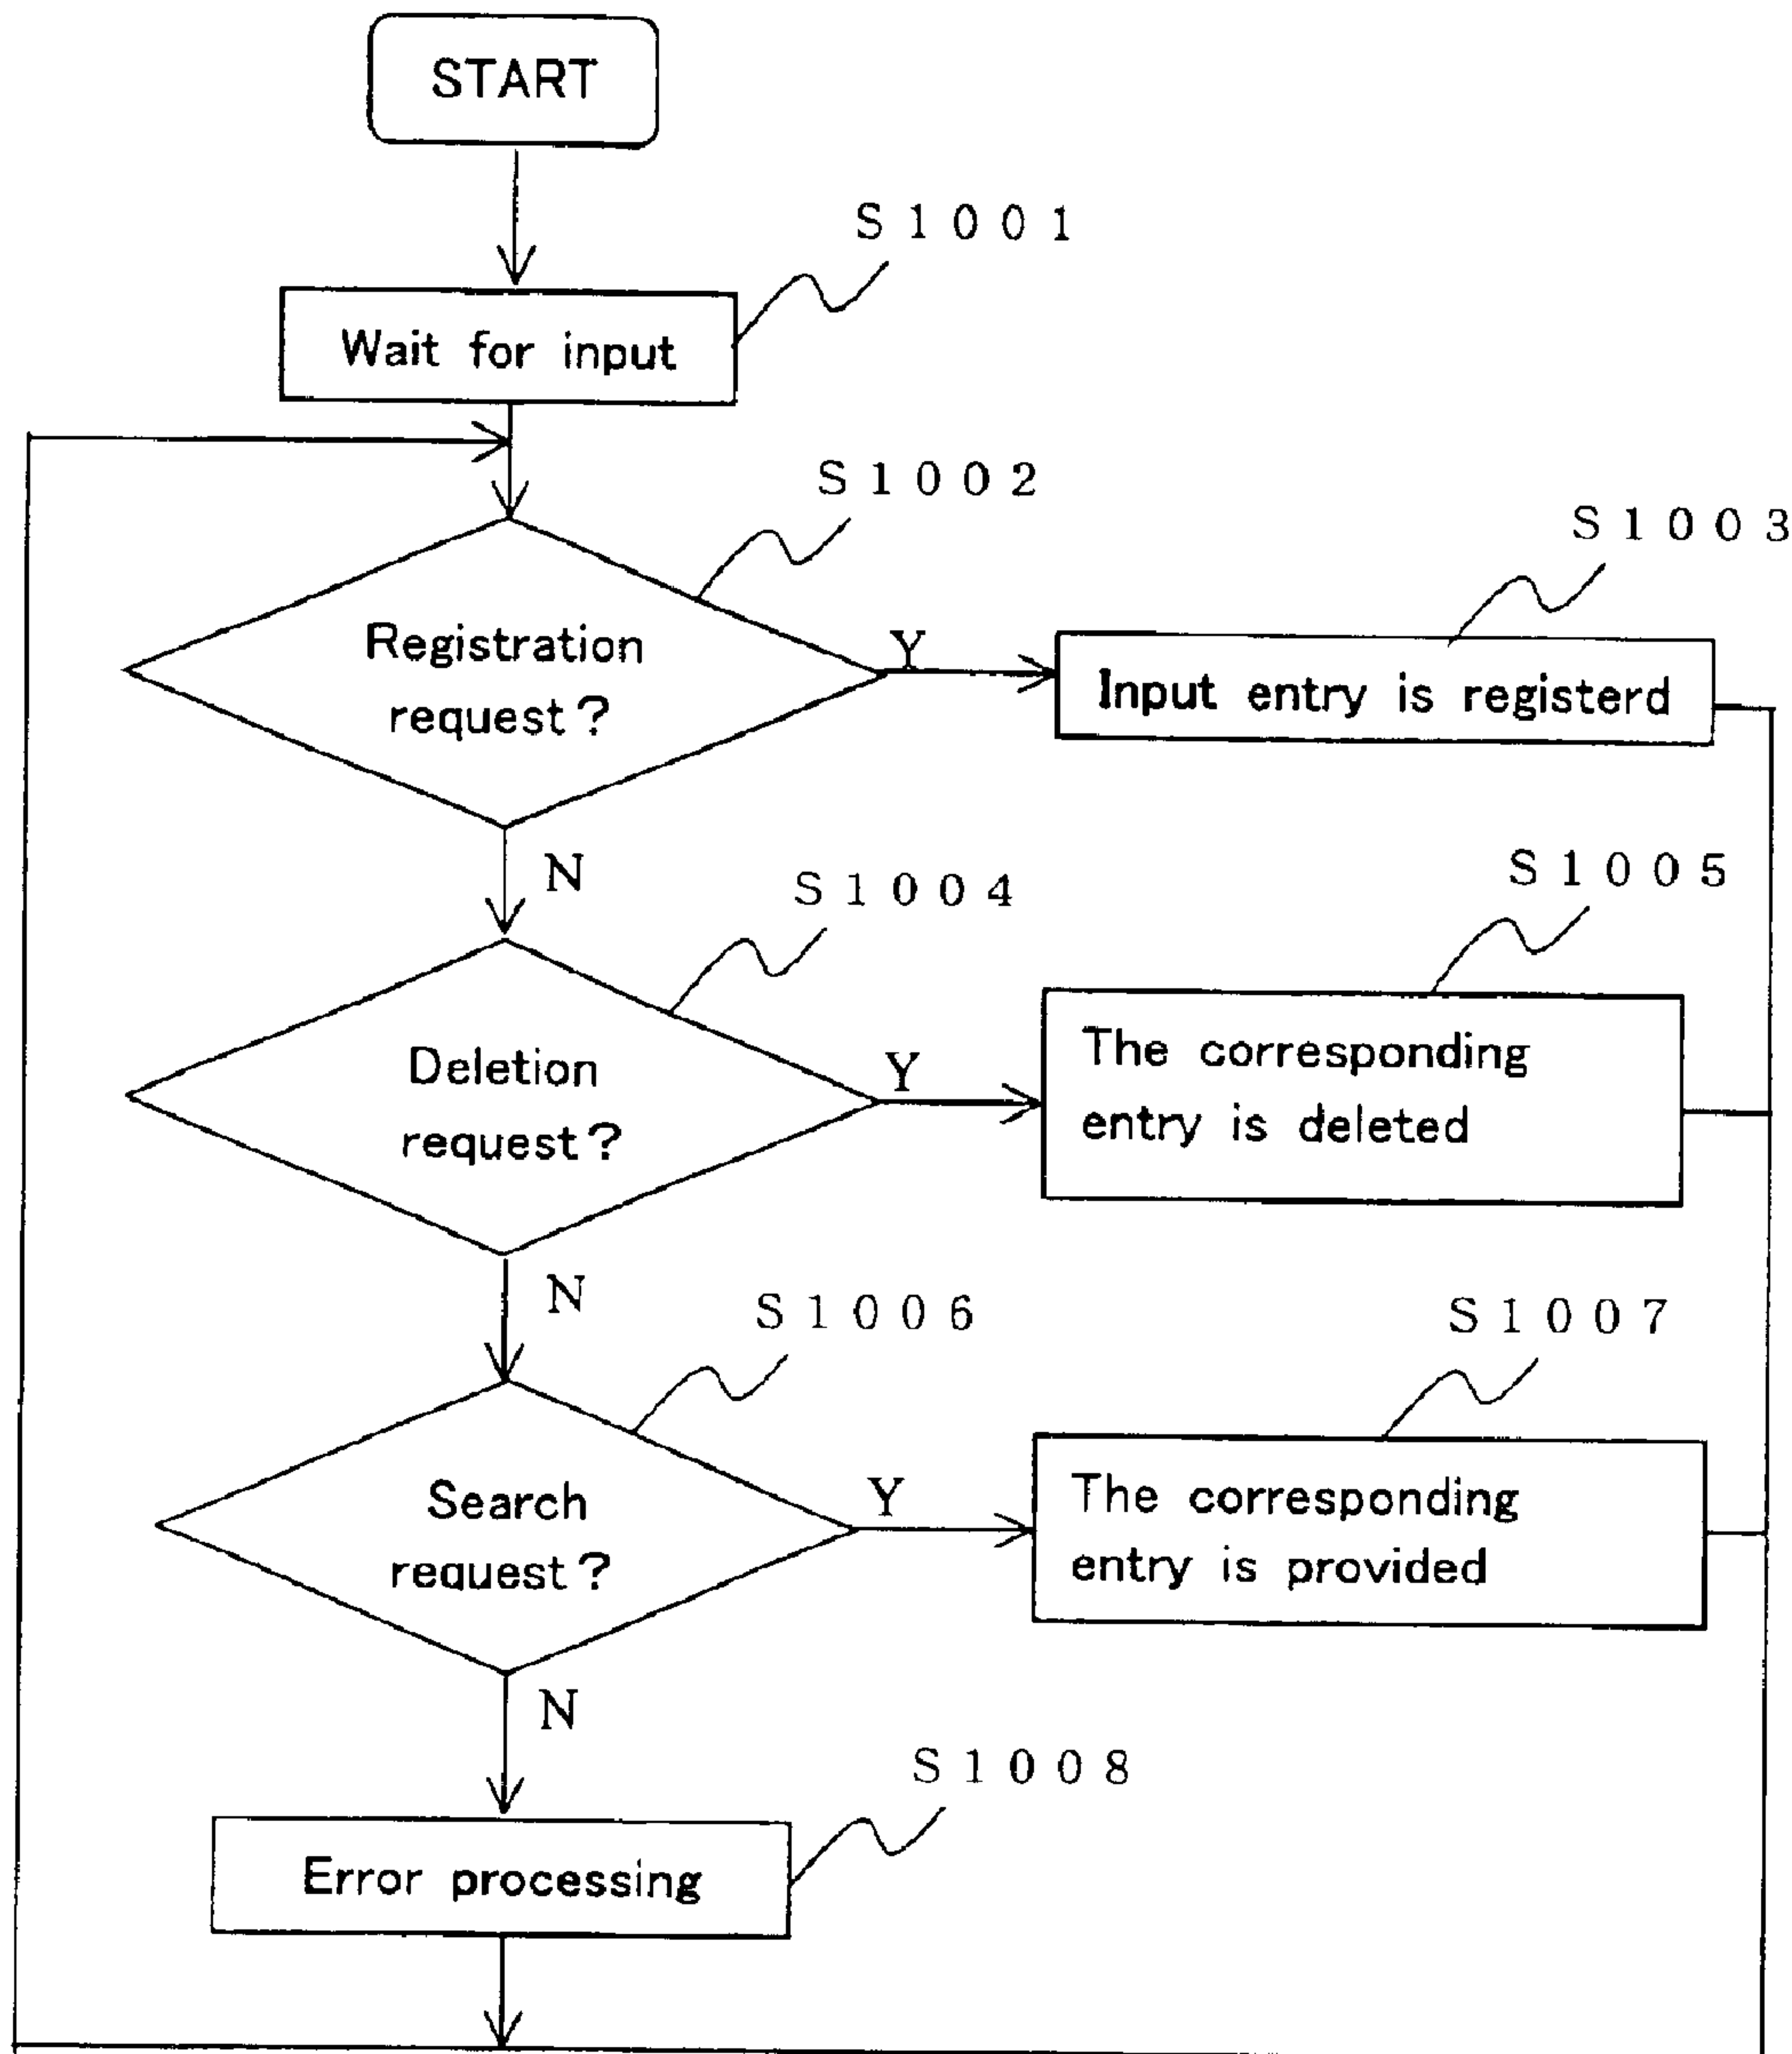 START
S1001
Wait for input
S1002
S1003
Registration
request?
Y
Input entry is registerd
N
S1004
S1005
Deletion
request?
Y
The corresponding
entry is deleted
N
S1006
S1007
Search
request?
Y
The corresponding
entry is provided
N
S1008
Error processing